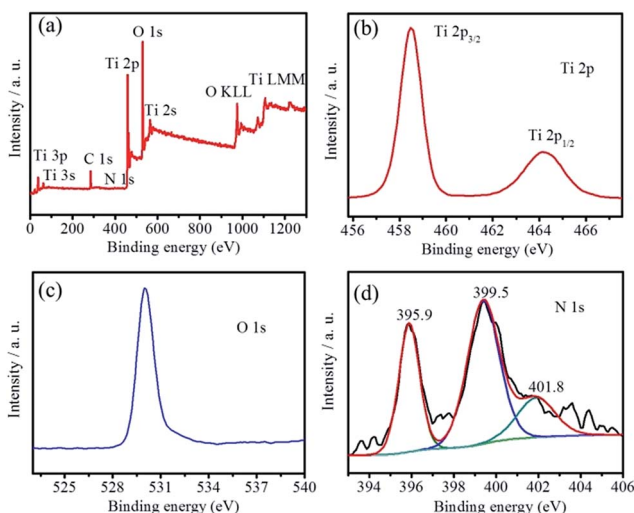 (a)
O 1s
Ti 2p
Ti 2s
O KLL
Ti LMM
Ti 3p
Ti 3s
C 1s
N 1s
Intensity / a. u.
0 200 400 600 800 1000 1200
Binding energy (eV)
(b)
Ti 2p3/2
Ti 2p
Ti 2p1/2
Intensity / a. u.
456 458 460 462 464 466
Binding energy (eV)
(c)
O 1s
Intensity / a. u.
525 530 534 537 540
Binding energy (eV)
(d)
399.5
N 1s
395.9
401.8
Intensity / a. u.
394 396 398 400 402 404 406
Binding energy (eV)